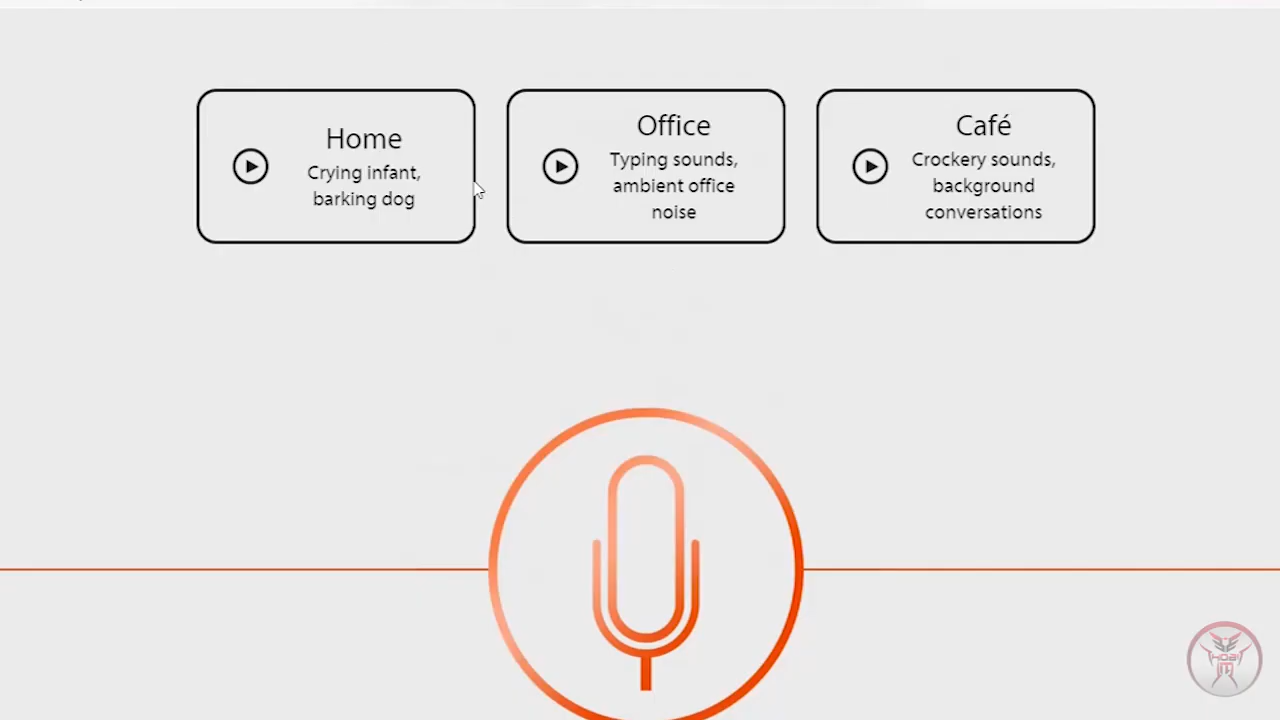 Home
Crying infant,
barking dog
Office
Typing sounds,
ambient office
noise
Café
Crockery sounds,
background
conversations